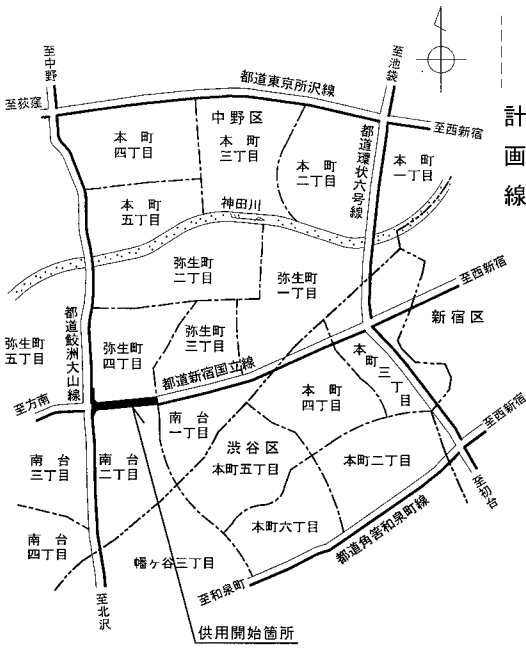 計画線
至中野
至荻窪
都道東京所沢線
至池袋
至西新宿
中野区
本町
四丁目
本町
三丁目
本町
二丁目
都道環状六号線
本町
一丁目
本町
五丁目
神田川
弥生町
二丁目
弥生町
一丁目
至西新宿
新宿区
都道鮫洲大山線
弥生町
五丁目
弥生町
四丁目
弥生町
三丁目
都道新宿国立線
本町三丁目
至方南
本町
四丁目
南台
一丁目
渋谷区
本町五丁目
至西新宿
南台
三丁目
南台
二丁目
本町二丁目
至初台
南台
四丁目
本町六丁目
都道角筈和泉町線
幡ヶ谷三丁目
至和泉町
至北沢
供用開始箇所